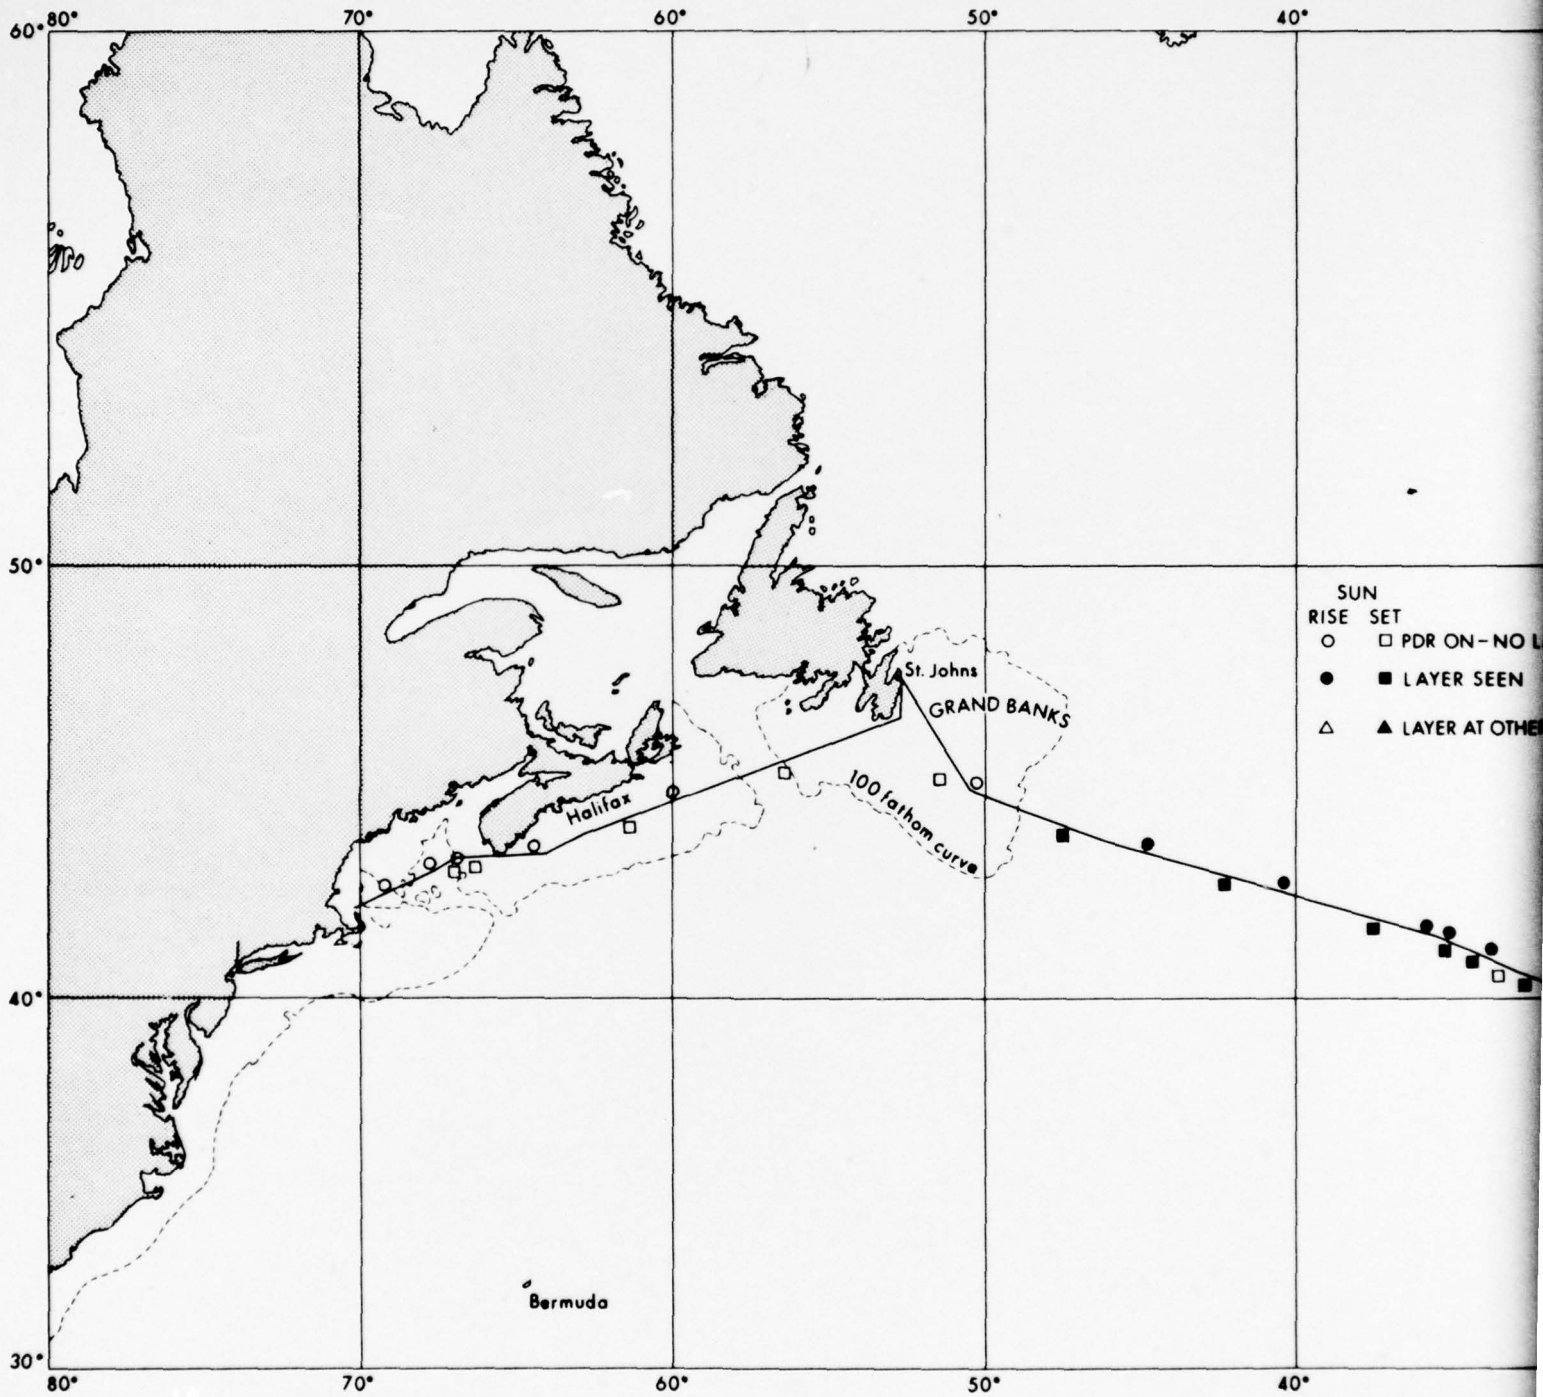 80° 70° 60° 50° 40°
60°
50°
SUN
RISE SET
PDR ON - NO
LAYER SEEN
LAYER AT
St. Johns
GRAND BANKS
100 fathom curve
Halifax
40°
Bermuda
30°
80° 70° 60° 50° 40°